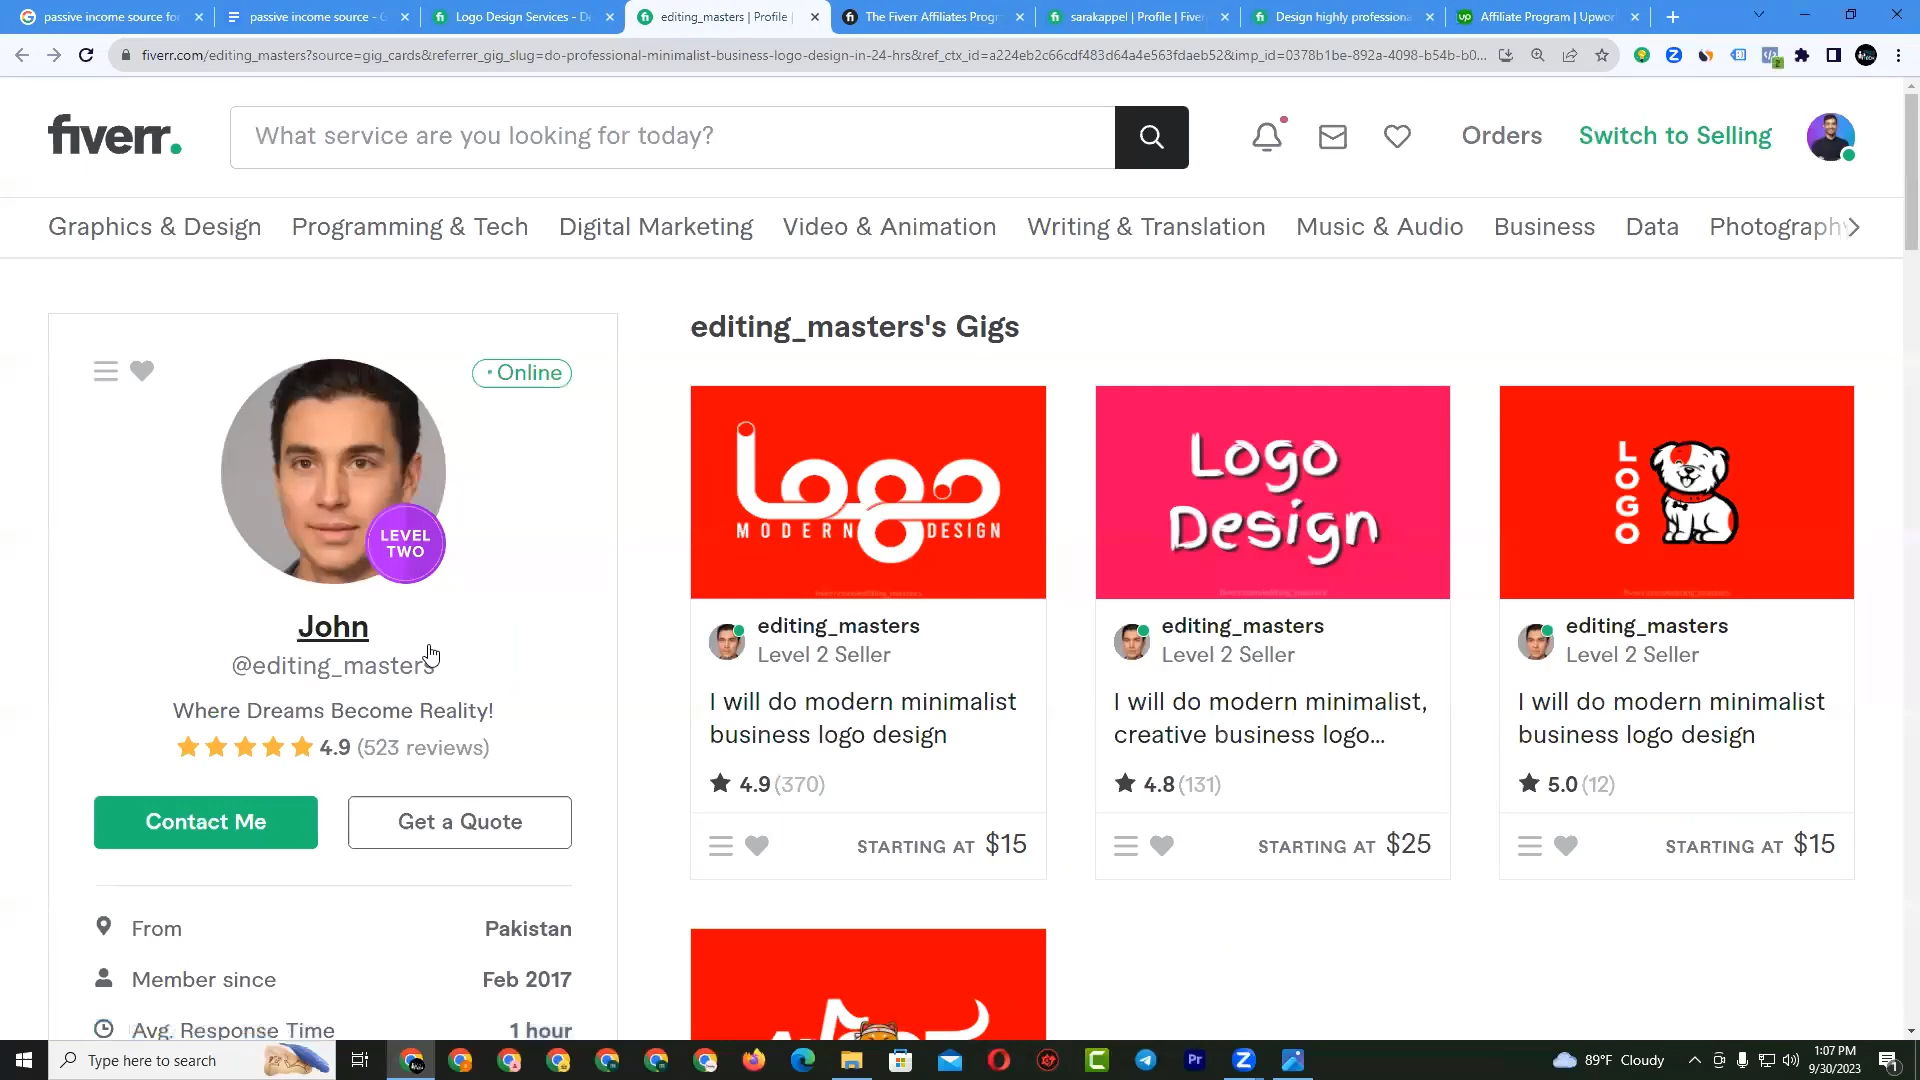 passive income source fo
passive income source - G
Logo Design Services - De
editing_masters | Profile |
The Fiverr Affiliates Progr
sarakappel | Profile | Fiver
Design highly professiona
Affiliate Program | Upwor
fiverr.com/editing_masters?source=gig_cards&referrer_gig_slug=do-professional-minimalist-business-logo-design-in-24-hrs&ref_ctx_id=a224eb2c66cdf483d64a4e563fdaeb52&imp_id=0378b1be-892a-4098-b54b-b0...
fiverr.
What service are you looking for today?
Orders
Switch to Selling
Graphics & Design Programming & Tech Digital Marketing Video & Animation Writing & Translation Music & Audio Business Data Photography
Online
LEVEL
TWO
John
@editing_masters
Where Dreams Become Reality!
4.9 (523 reviews)
Contact Me
Get a Quote
From Pakistan
Member since Feb 2017
Avg. Response Time 1 hour
editing_masters's Gigs
Logo
MODERN DESIGN
editing_masters
Level 2 Seller
I will do modern minimalist
business logo design
4.9 (370)
STARTING AT $15
Logo
Design
editing_masters
Level 2 Seller
I will do modern minimalist,
creative business logo...
4.8 (131)
STARTING AT $25
LOGO
editing_masters
Level 2 Seller
I will do modern minimalist
business logo design
5.0 (12)
STARTING AT $15
Type here to search
89°F Cloudy
1:07 PM
9/30/2023